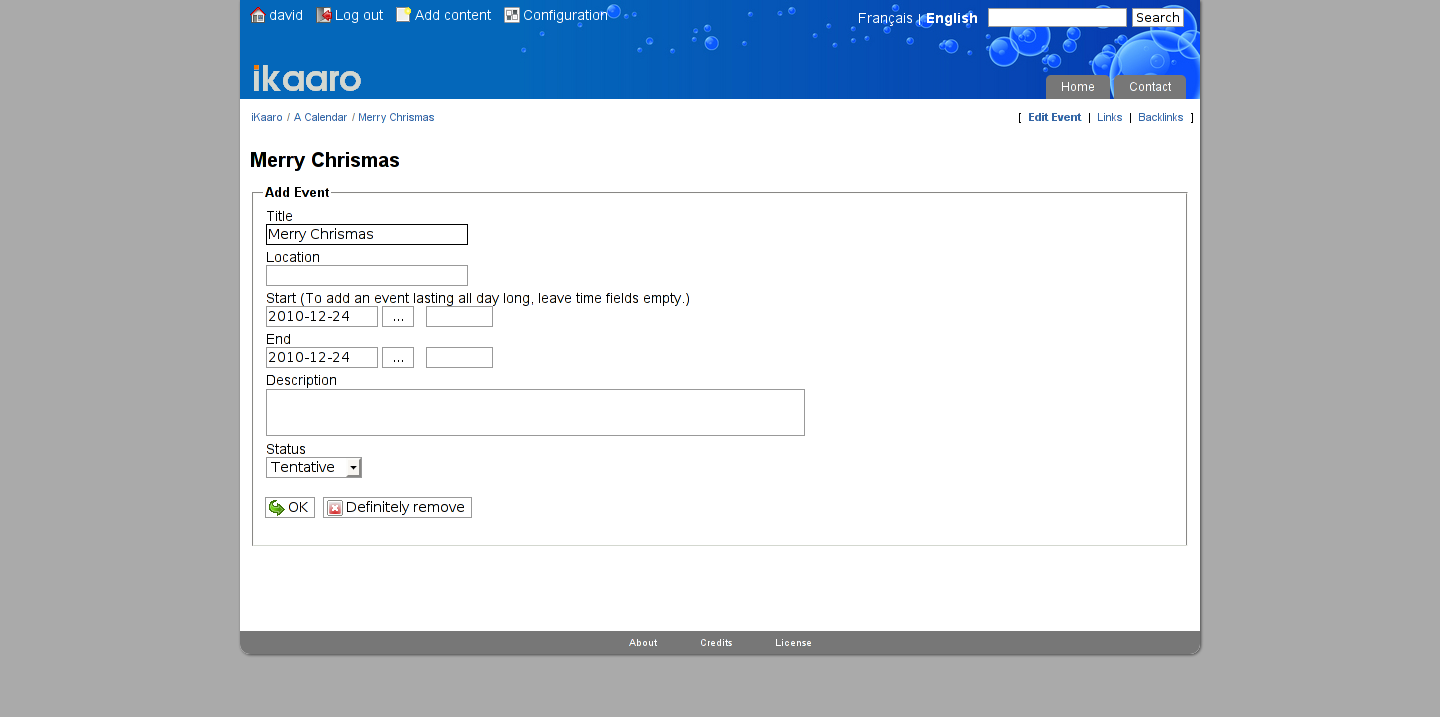 david Log out Add content Configuration Français | English Search
ikaaro
Home Contact
iKaaro / A Calendar / Merry Chrismas [ Edit Event | Links | Backlinks ]
Merry Chrismas
Add Event
Title
Merry Chrismas
Location
Start (To add an event lasting all day long, leave time fields empty.)
2010-12-24 ...
End
2010-12-24 ...
Description
Status
Tentative
OK Definitely remove
About Credits License